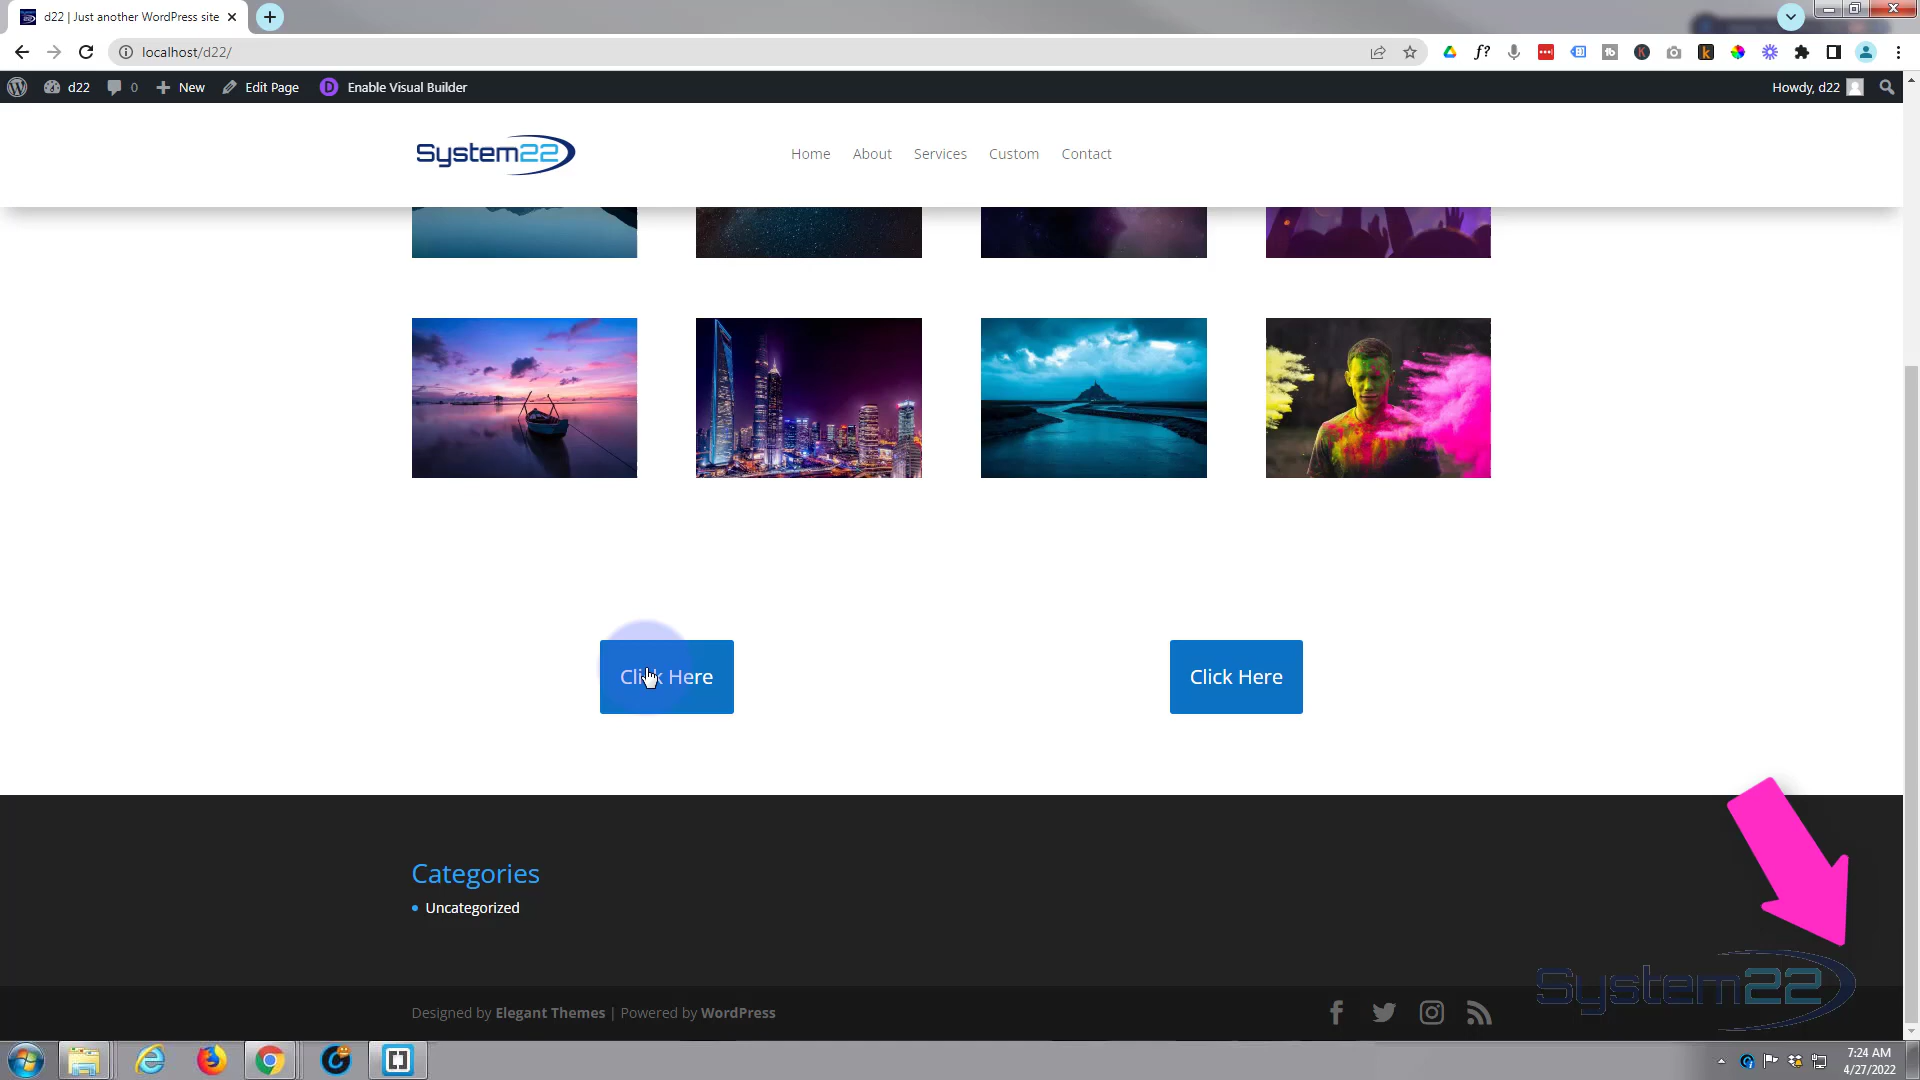 d22 | Just another WordPress site
localhost/d22/
d22 0 New Edit Page Enable Visual Builder Howdy, d22
System22 Home About Services Custom Contact
Click Here Click Here
Categories
Uncategorized
System22
Designed by Elegant Themes | Powered by WordPress
7:24 AM
4/27/2022